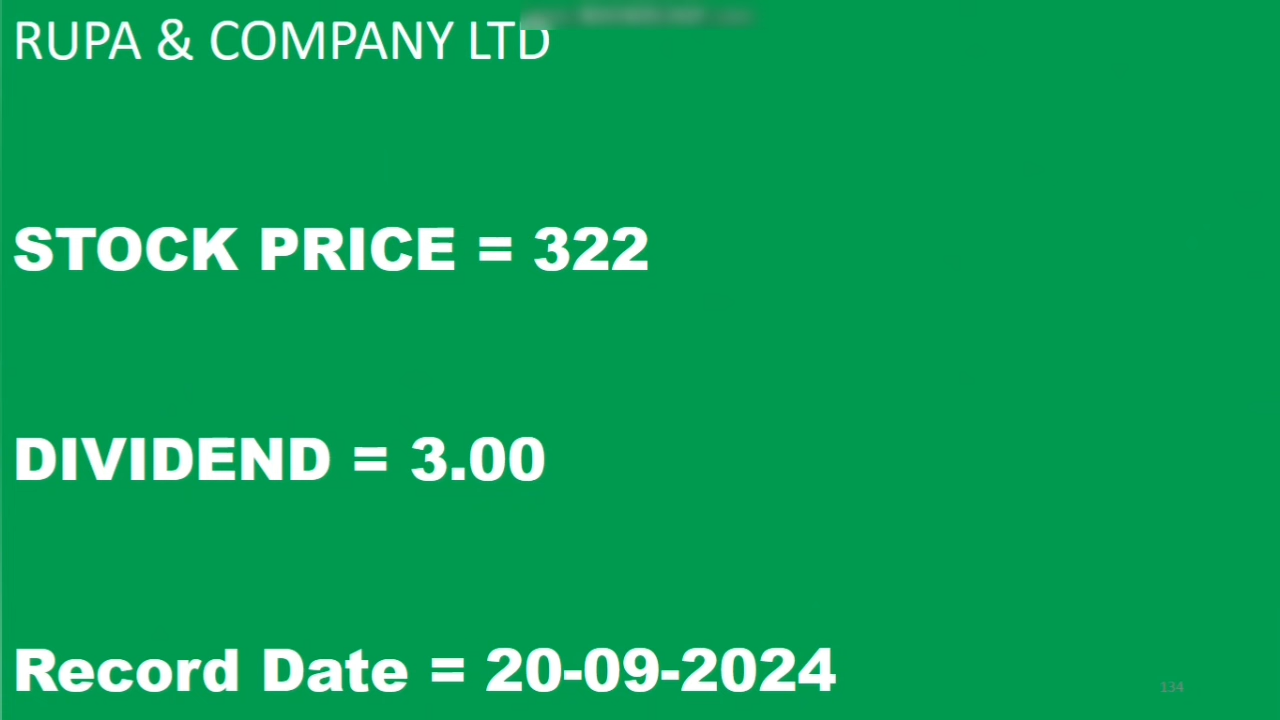 RUPA & COMPANY LTD
STOCK PRICE = 322
DIVIDEND = 3.00
Record Date = 20-09-2024
134